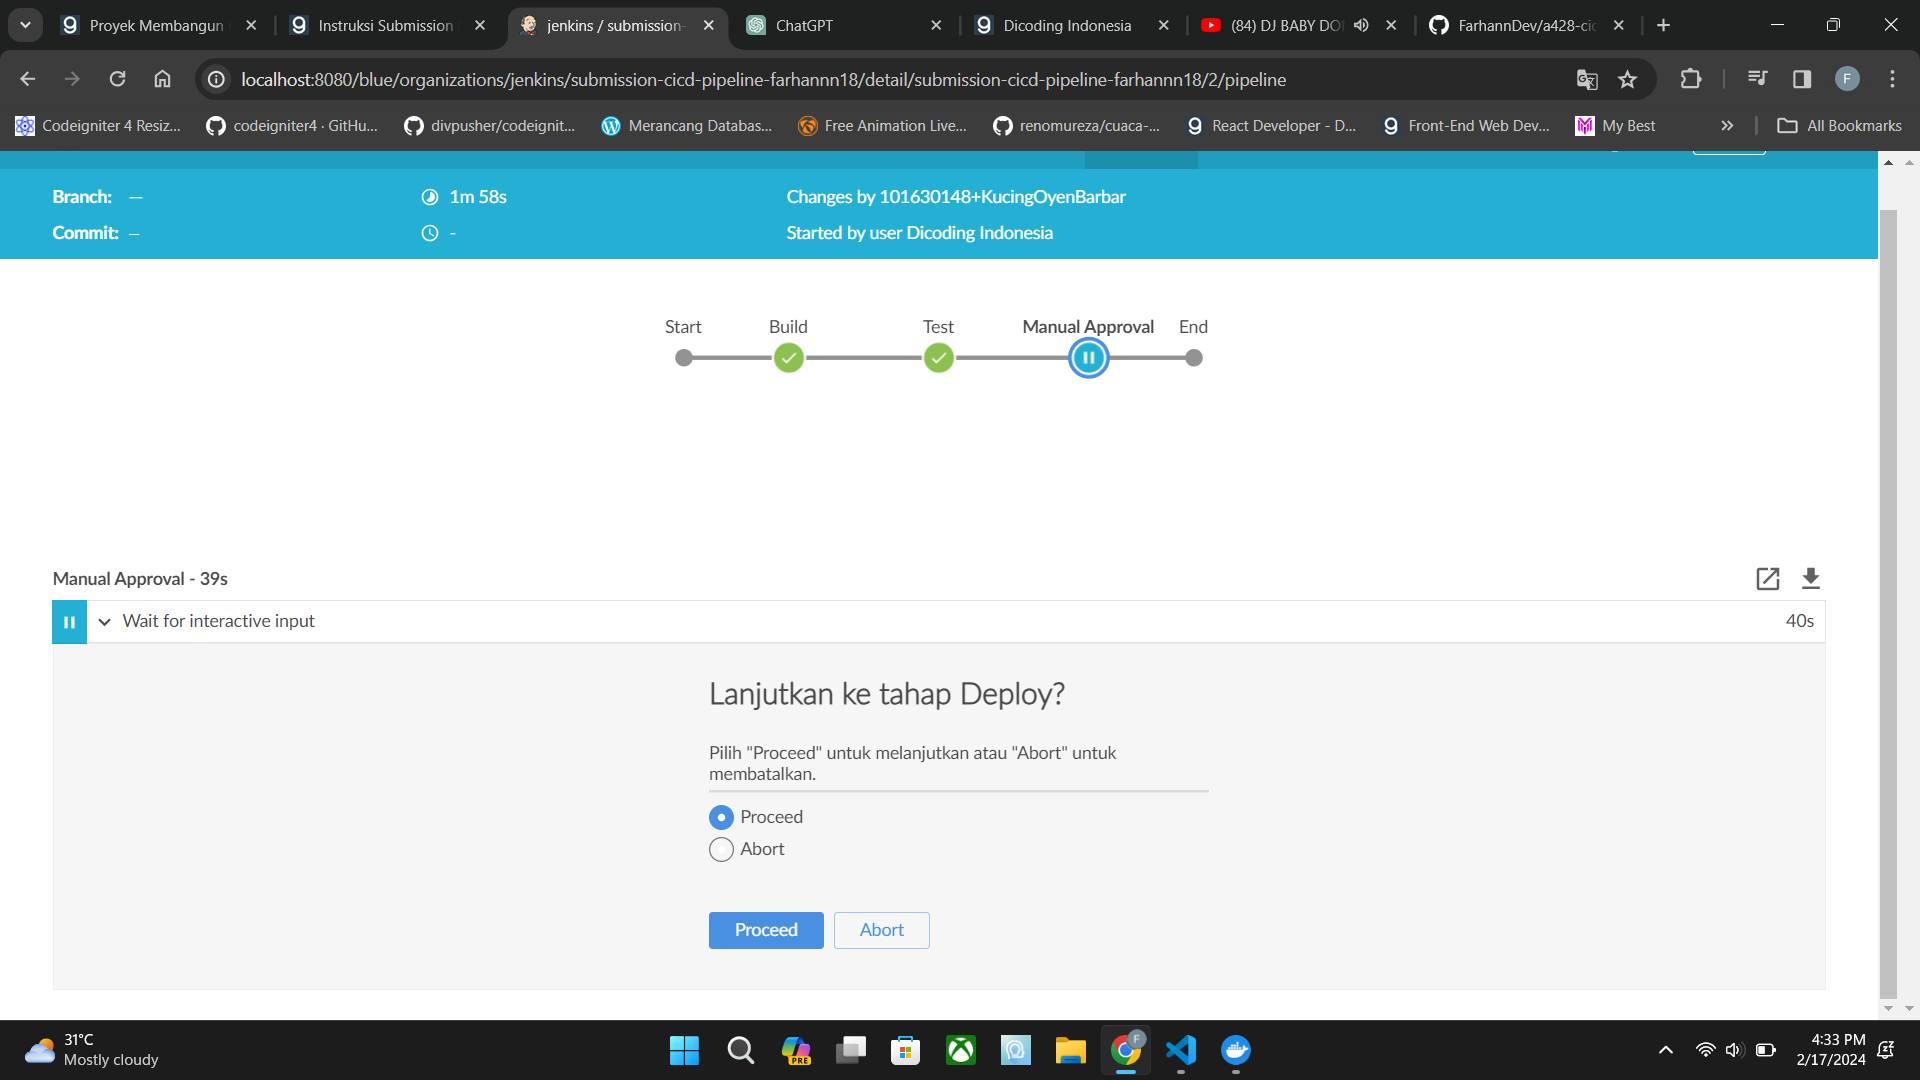 Proyek Membangun
Instruksi Submission
jenkins / submission-
ChatGPT
Dicoding Indonesia
(84) DJ BABY DO
FarhannDev/a428-cic
localhost:8080/blue/organizations/jenkins/submission-cicd-pipeline-farhannn18/detail/submission-cicd-pipeline-farhannn18/2/pipeline
F
Codeigniter 4 Resiz...
codeigniter4 · GitHu...
divpusher/codeignit...
Merancang Databas...
Free Animation Live...
renomureza/cuaca-...
React Developer - D...
Front-End Web Dev...
My Best
All Bookmarks
Branch: —
1m 58s
Changes by 101630148+KucingOyenBarbar
Commit: —
-
Started by user Dicoding Indonesia
Start
Build
Test
Manual Approval
End
Manual Approval - 39s
Wait for interactive input
40s
Lanjutkan ke tahap Deploy?
Pilih "Proceed" untuk melanjutkan atau "Abort" untuk
membatalkan.
Proceed
Abort
Proceed
Abort
31°C
Mostly cloudy
PRE
F
4:33 PM
2/17/2024